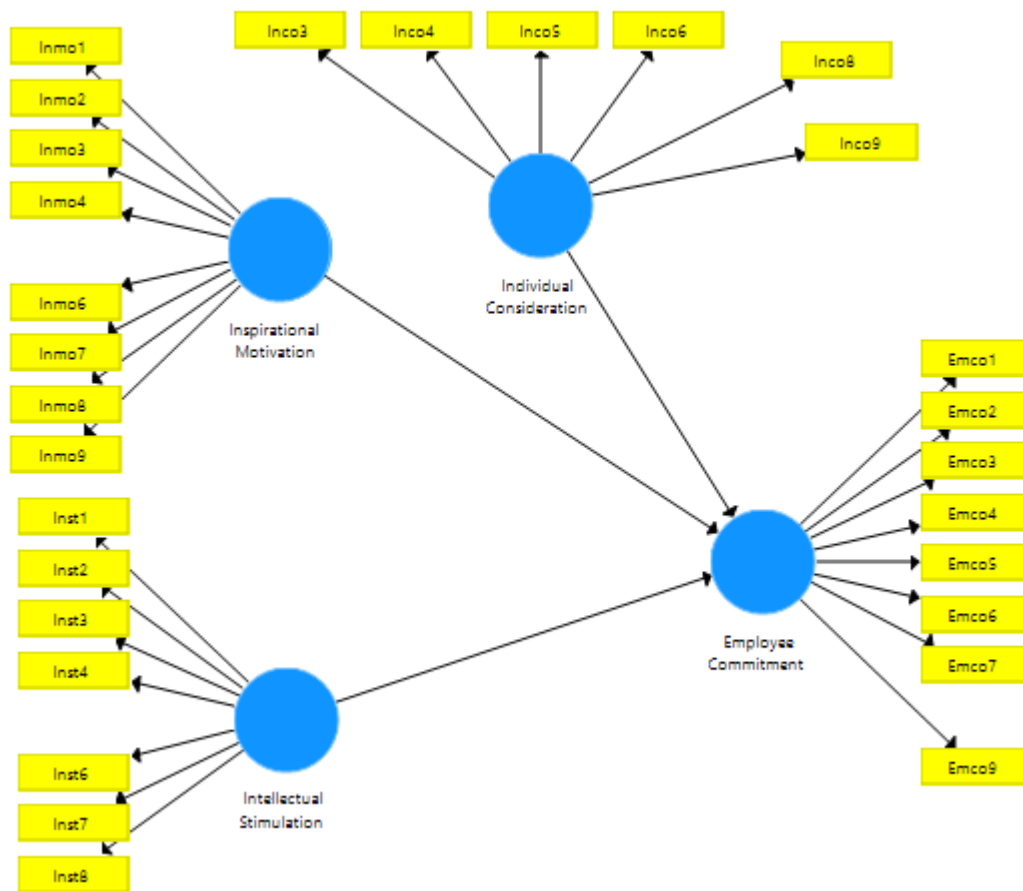 Inmo1
Inmo2
Inmo3
Inmo4
Inmo6
Inmo7
Inmo8
Inmo9
Inspirational
Motivation
Inco3
Inco4
Inco5
Inco6
Inco8
Inco9
Individual
Consideration
Inst1
Inst2
Inst3
Inst4
Inst6
Inst7
Inst8
Intellectual
Stimulation
Emco1
Emco2
Emco3
Emco4
Emco5
Emco6
Emco7
Emco9
Employee
Commitment